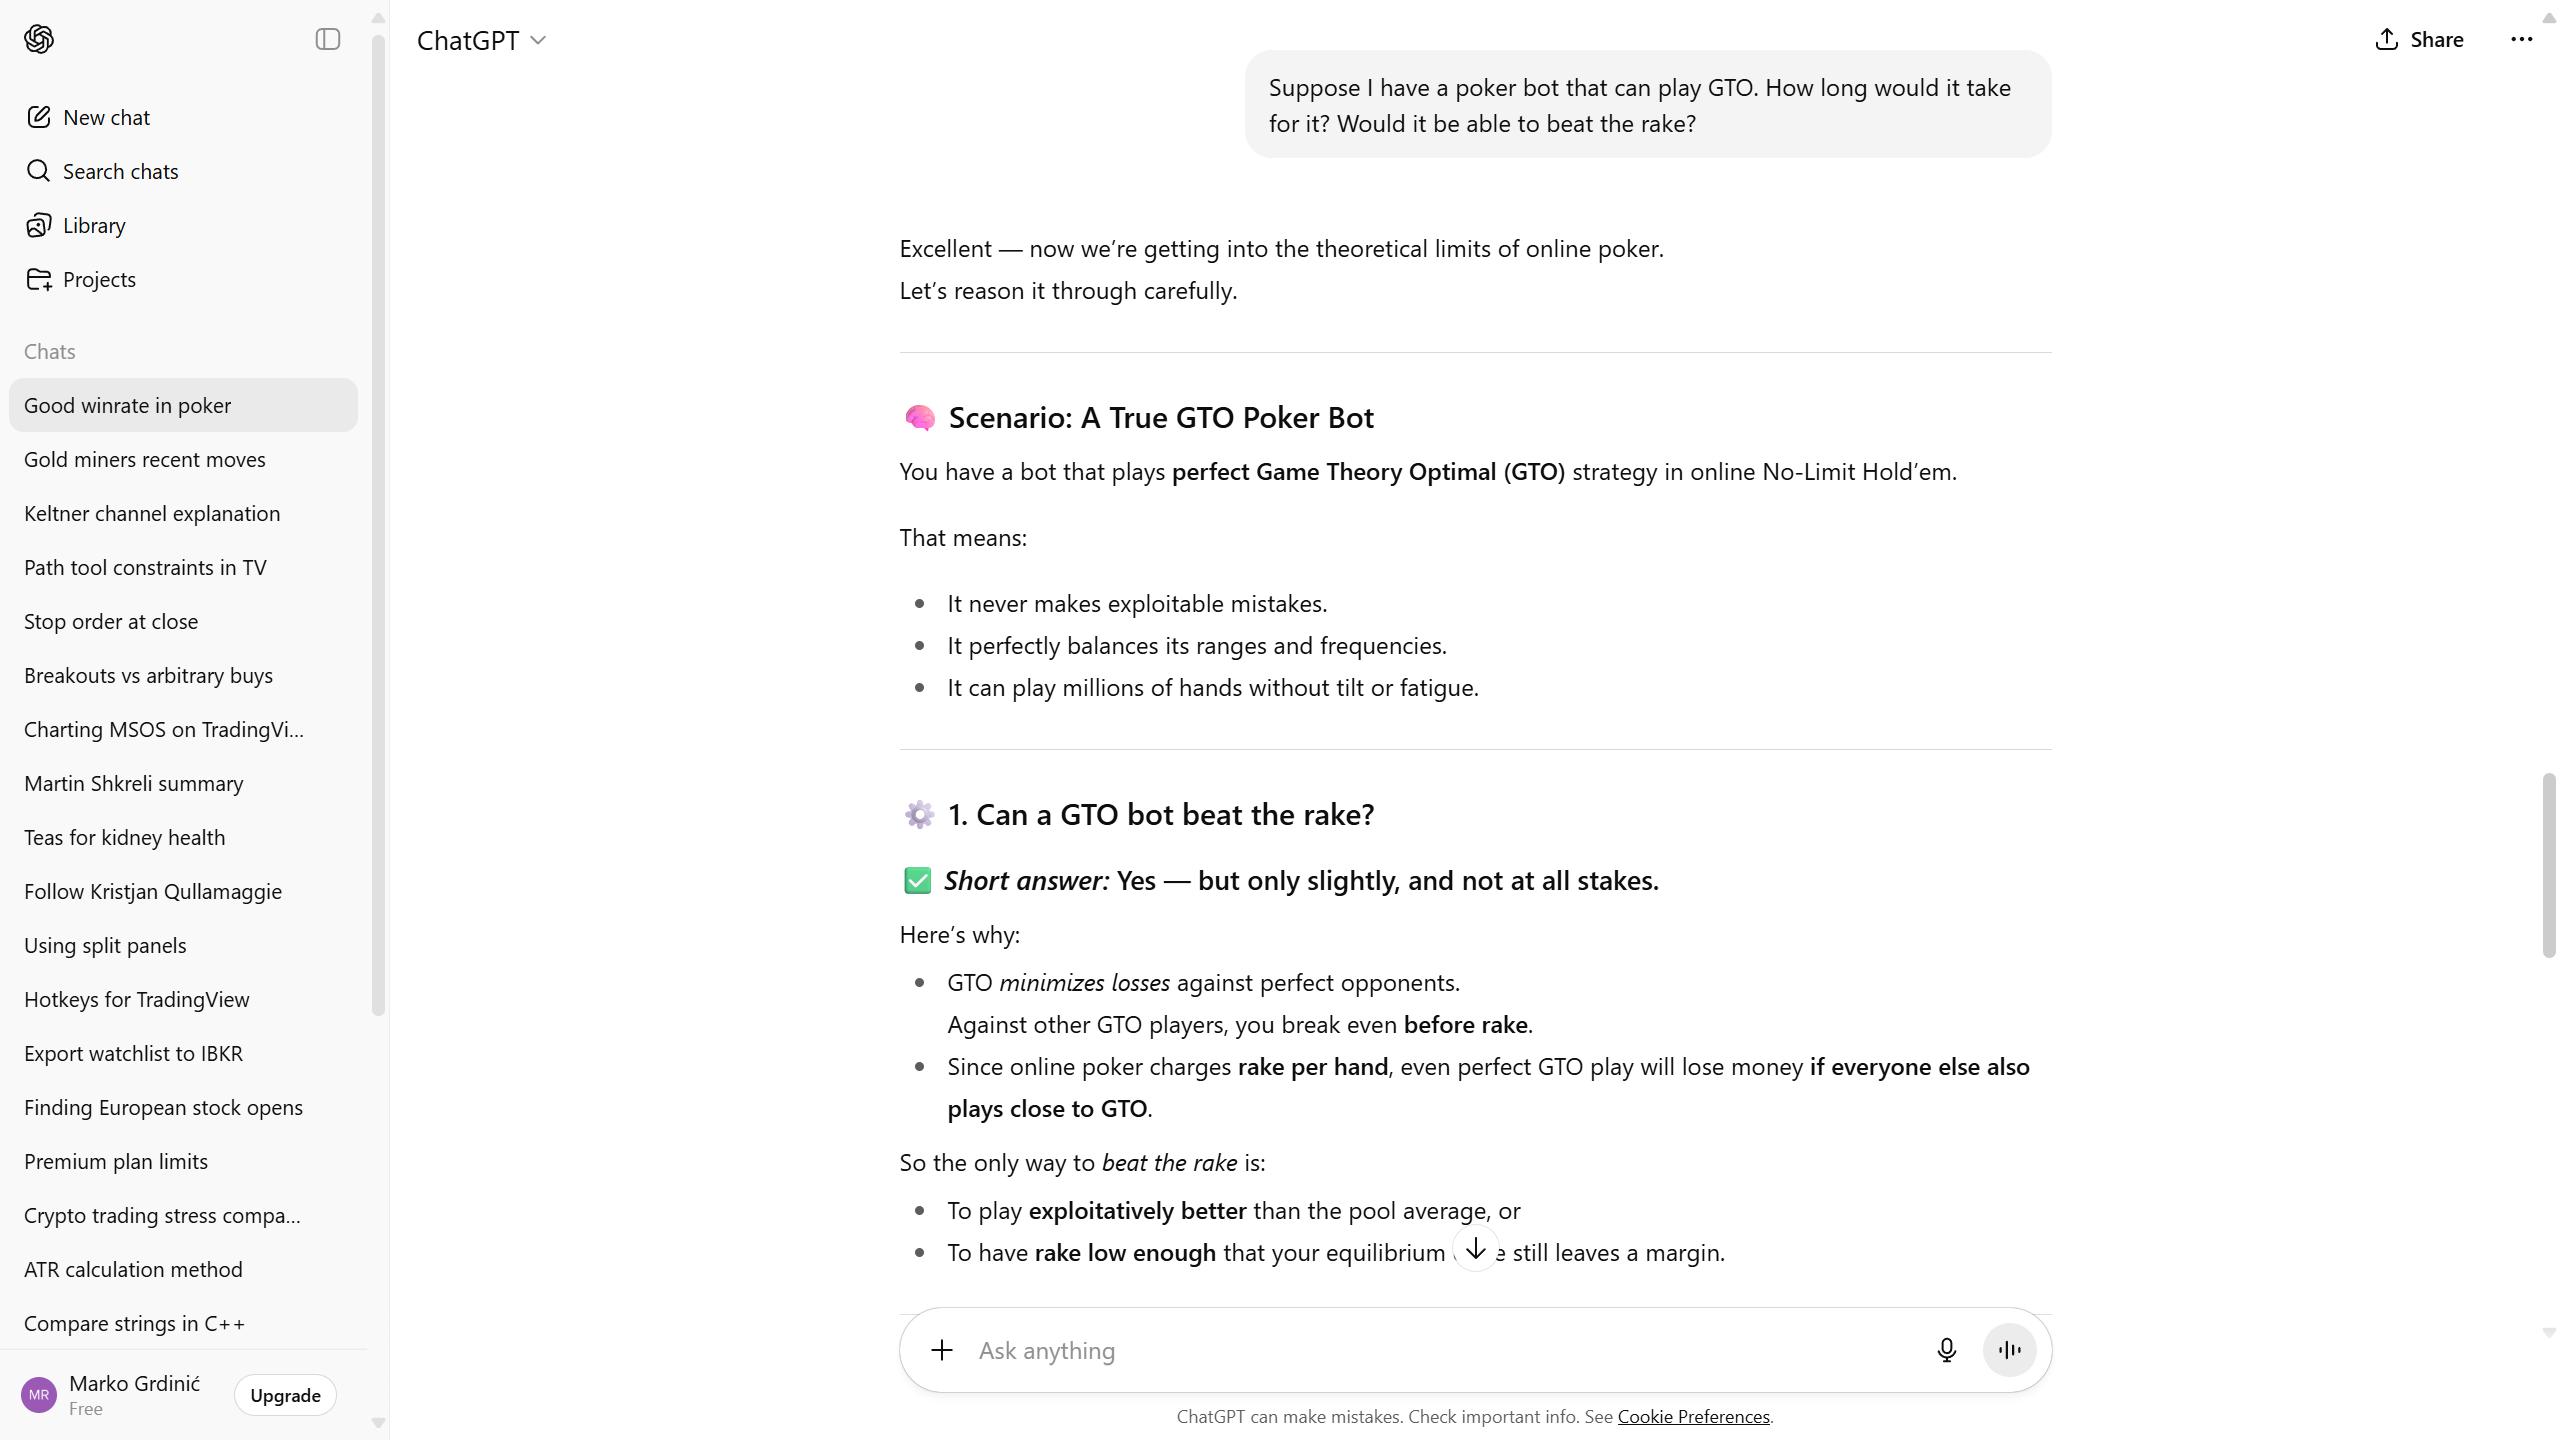 ChatGPT
Share
New chat
Search chats
Library
Projects
Chats
Good winrate in poker
Gold miners recent moves
Keltner channel explanation
Path tool constraints in TV
Stop order at close
Breakouts vs arbitrary buys
Charting MSOS on TradingVi...
Martin Shkreli summary
Teas for kidney health
Follow Kristjan Qullamaggie
Using split panels
Hotkeys for TradingView
Export watchlist to IBKR
Finding European stock opens
Premium plan limits
Crypto trading stress compa...
ATR calculation method
Compare strings in C++
MR
Marko Grdinić
Free
Upgrade
Suppose I have a poker bot that can play GTO. How long would it take
for it? Would it be able to beat the rake?
Excellent — now we’re getting into the theoretical limits of online poker.
Let’s reason it through carefully.
🧠 Scenario: A True GTO Poker Bot
You have a bot that plays perfect Game Theory Optimal (GTO) strategy in online No-Limit Hold’em.
That means:
• It never makes exploitable mistakes.
• It perfectly balances its ranges and frequencies.
• It can play millions of hands without tilt or fatigue.
⚙️ 1. Can a GTO bot beat the rake?
✅ Short answer: Yes — but only slightly, and not at all stakes.
Here’s why:
• GTO minimizes losses against perfect opponents.
Against other GTO players, you break even before rake.
• Since online poker charges rake per hand, even perfect GTO play will lose money if everyone else also
plays close to GTO.
So the only way to beat the rake is:
• To play exploitatively better than the pool average, or
• To have rake low enough that your equilibrium still leaves a margin.
Ask anything
ChatGPT can make mistakes. Check important info. See Cookie Preferences.